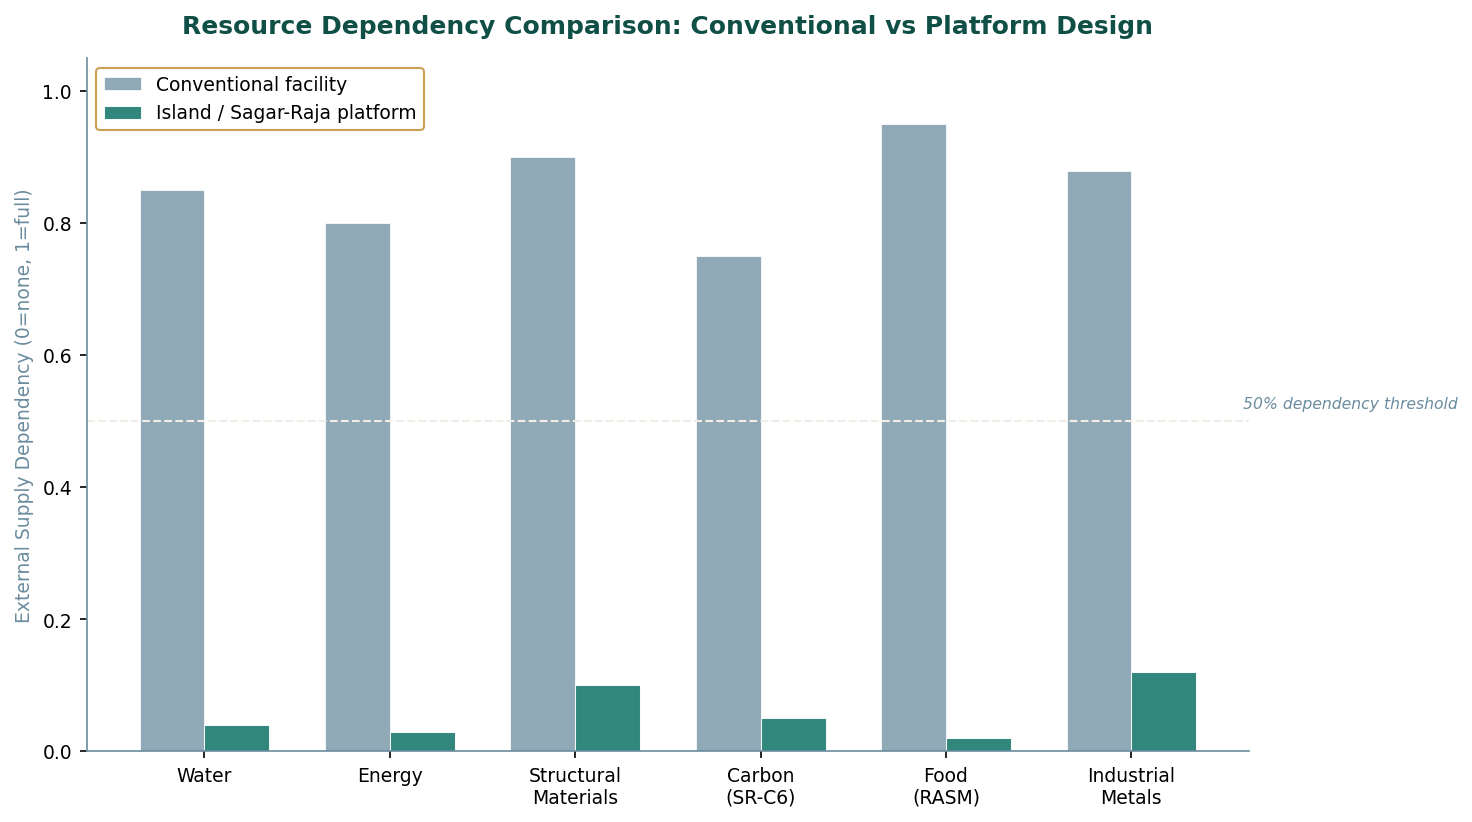 Resource Dependency Comparison: Conventional vs Platform Design
Conventional facility
Island / Sagar-Raja platform
External Supply Dependency (0=none, 1=full)
1.0
0.8
0.6
0.4
0.2
0.0
50% dependency threshold
Water
Energy
Structural
Materials
Carbon
(SR-C6)
Food
(RASM)
Industrial
Metals